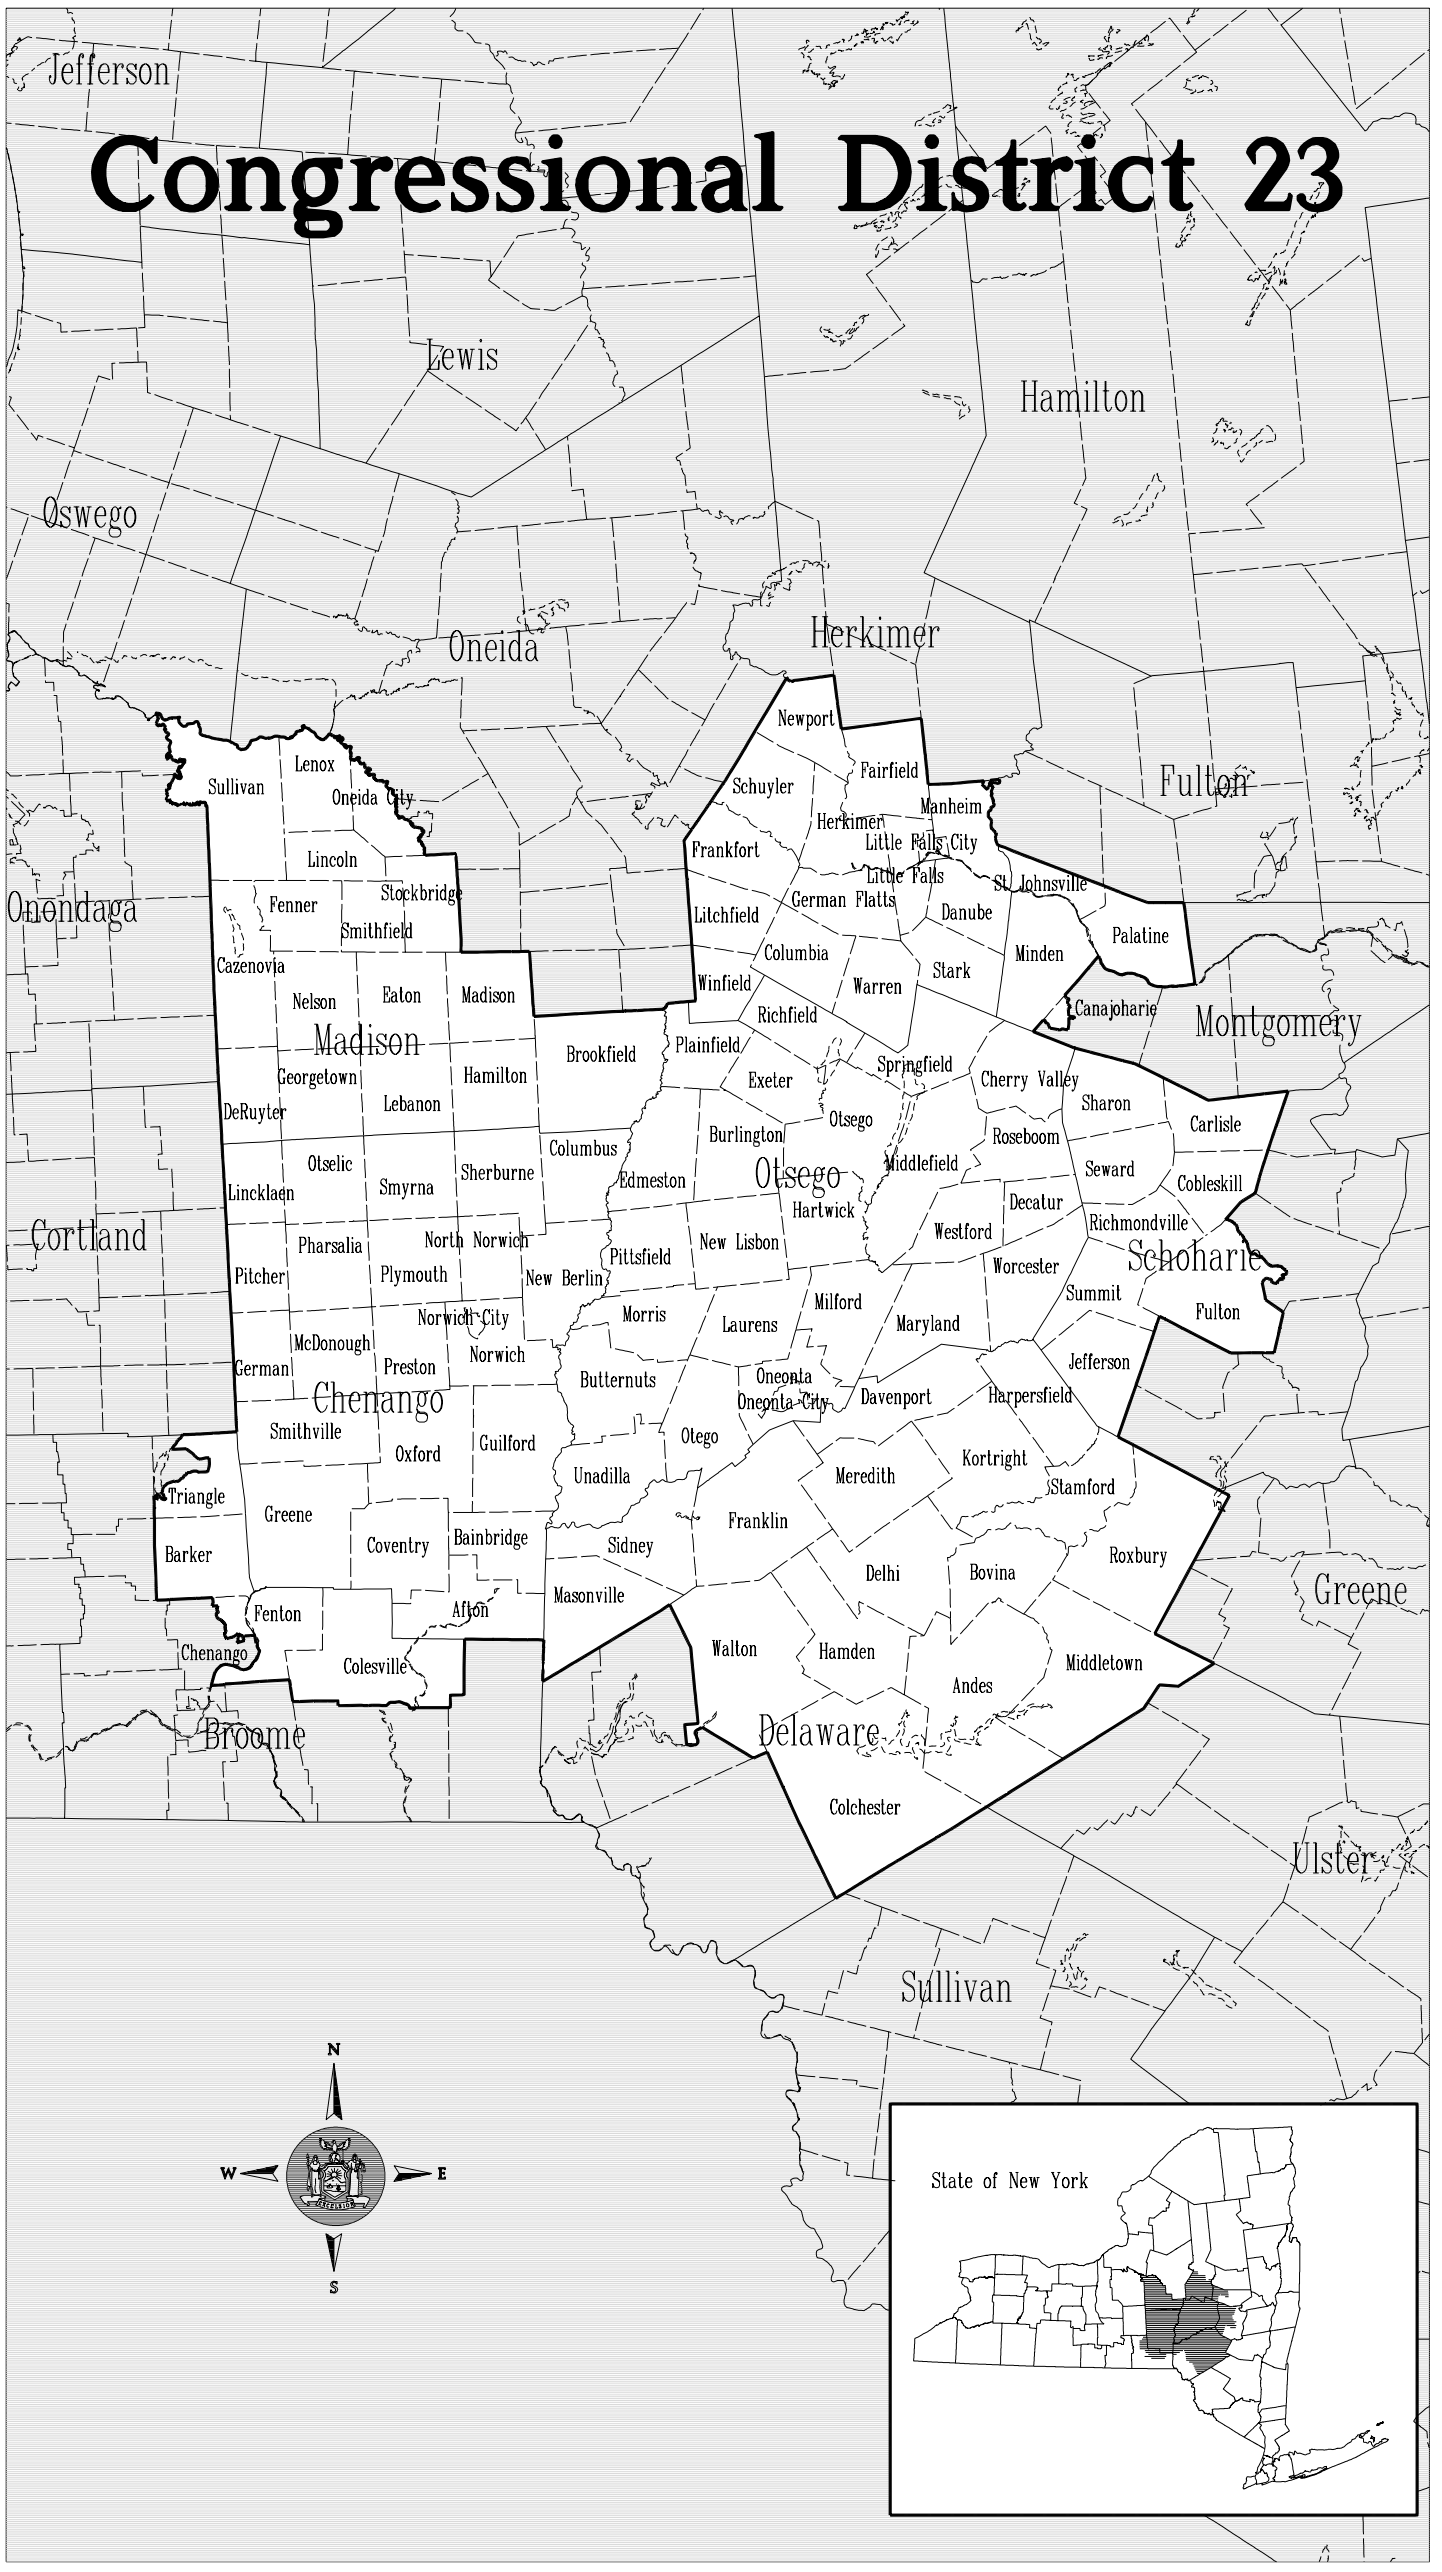 Jefferson
Congressional District 23
Lewis
Hamilton
Oswego
Oneida
Herkimer
Newport
Lenox
Sullivan
Oneida City
Schuyler
Fairfield
Fulton
Manheim
Herkimer
Little Falls City
Frankfort
Lincoln
Little Falls
St Johnsville
Stockbridge
German Flatts
Fenner
Onondaga
Litchfield
Danube
Smithfield
Palatine
Columbia
Minden
Cazenovia
Stark
Winfield
Warren
Nelson
Eaton
Madison
Canajoharie
Richfield
Montgomery
Madison
Plainfield
Brookfield
Springfield
Georgetown
Hamilton
Exeter
Cherry Valley
Lebanon
Sharon
DeRuyter
Otsego
Carlisle
Burlington
Roseboom
Columbus
Otselic
Middlefield
Sherburne
Otsego
Seward
Edmeston
Cobleskill
Smyrna
Lincklaen
Decatur
Hartwick
Richmondville
Cortland
North Norwich
Westford
Pharsalia
New Lisbon
Pittsfield
Schoharie
Worcester
Pitcher
Plymouth
New Berlin
Summit
Milford
Fulton
Morris
Norwich City
Laurens
Maryland
McDonough
Norwich
Jefferson
German
Preston
Oneonta
Butternuts
Chenango
Oneonta City
Davenport
Harpersfield
Smithville
Otego
Guilford
Oxford
Kortright
Unadilla
Meredith
Stamford
Triangle
Greene
Franklin
Bainbridge
Coventry
Sidney
Barker
Roxbury
Delhi
Bovina
Greene
Masonville
Fenton
Afton
Walton
Hamden
Chenango
Colesville
Middletown
Andes
Broome
Delaware
Colchester
Ulster
Sullivan
N
W
E
EXCELSIOR
S
State of New York